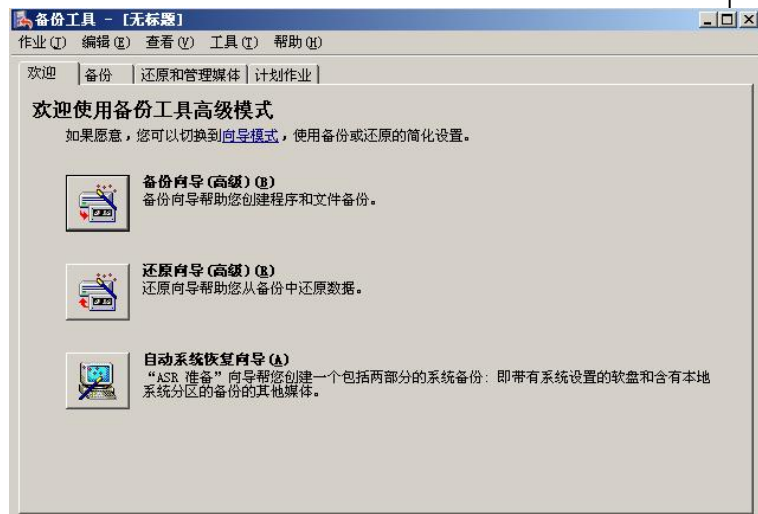 备份工具 - [无标题]
作业(J) 编辑(E) 查看(V) 工具(T) 帮助(H)
欢迎 备份 还原和管理媒体 计划作业
欢迎使用备份工具高级模式
如果愿意，您可以切换到向导模式，使用备份或还原的简化设置。
备份向导(高级)(B)
备份向导帮助您创建程序和文件备份。
还原向导(高级)(R)
还原向导帮助您从备份中还原数据。
自动系统恢复向导(A)
“ASR 准备”向导帮您创建一个包括两部分的系统备份: 即带有系统设置的软盘和含有本地
系统分区的备份的其他媒体。